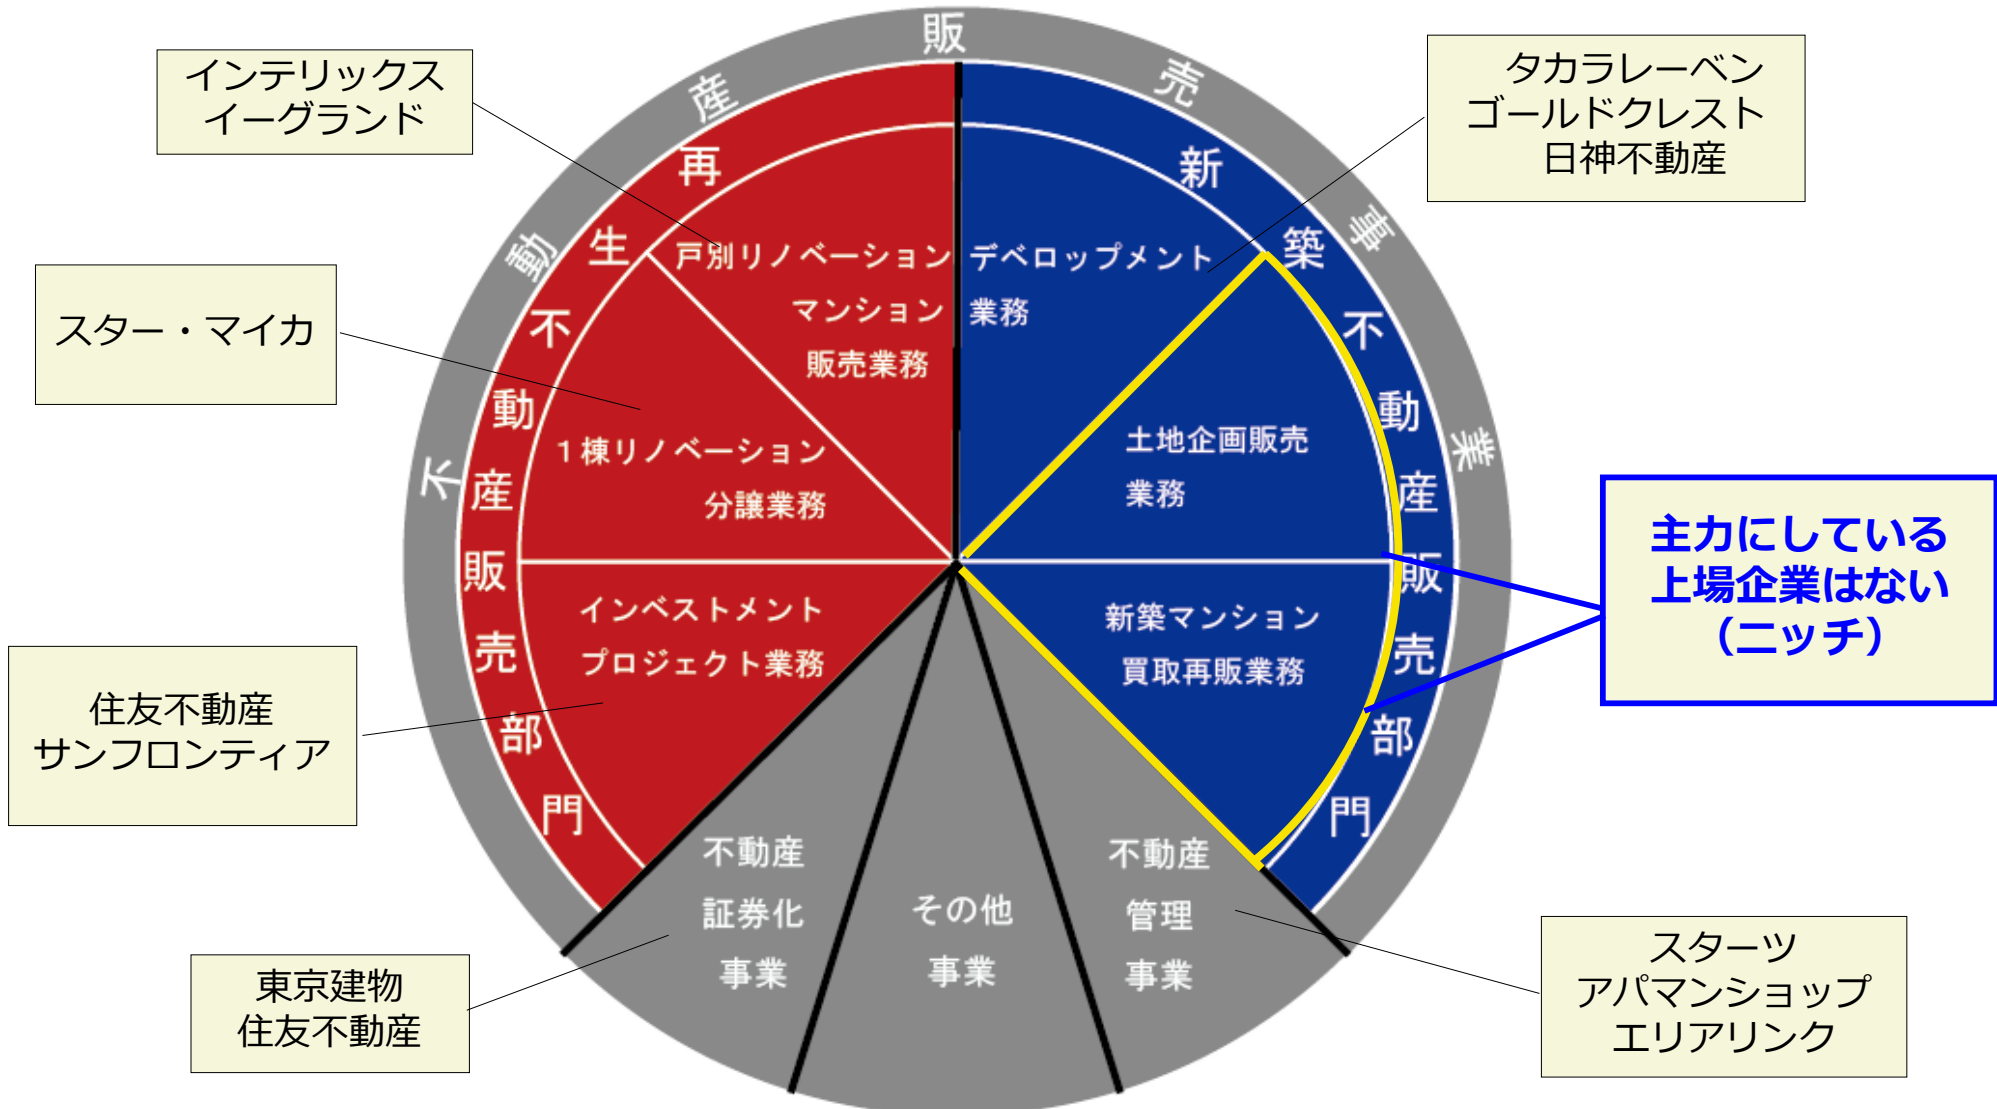 不動産販売事業
再生不動産販売部門
新築不動産販売部門
インテリックス
イーグランド
タカラレーベン
ゴールドクレスト
日神不動産
戸別リノベーション
マンション
販売業務
デベロップメント
業務
スター・マイカ
１棟リノベーション
分譲業務
土地企画販売
業務
主力にしている
上場企業はない
（ニッチ）
インベストメント
プロジェクト業務
新築マンション
買取再販業務
住友不動産
サンフロンティア
不動産
証券化
事業
その他
事業
不動産
管理
事業
東京建物
住友不動産
スターツ
アパマンショップ
エリアリンク